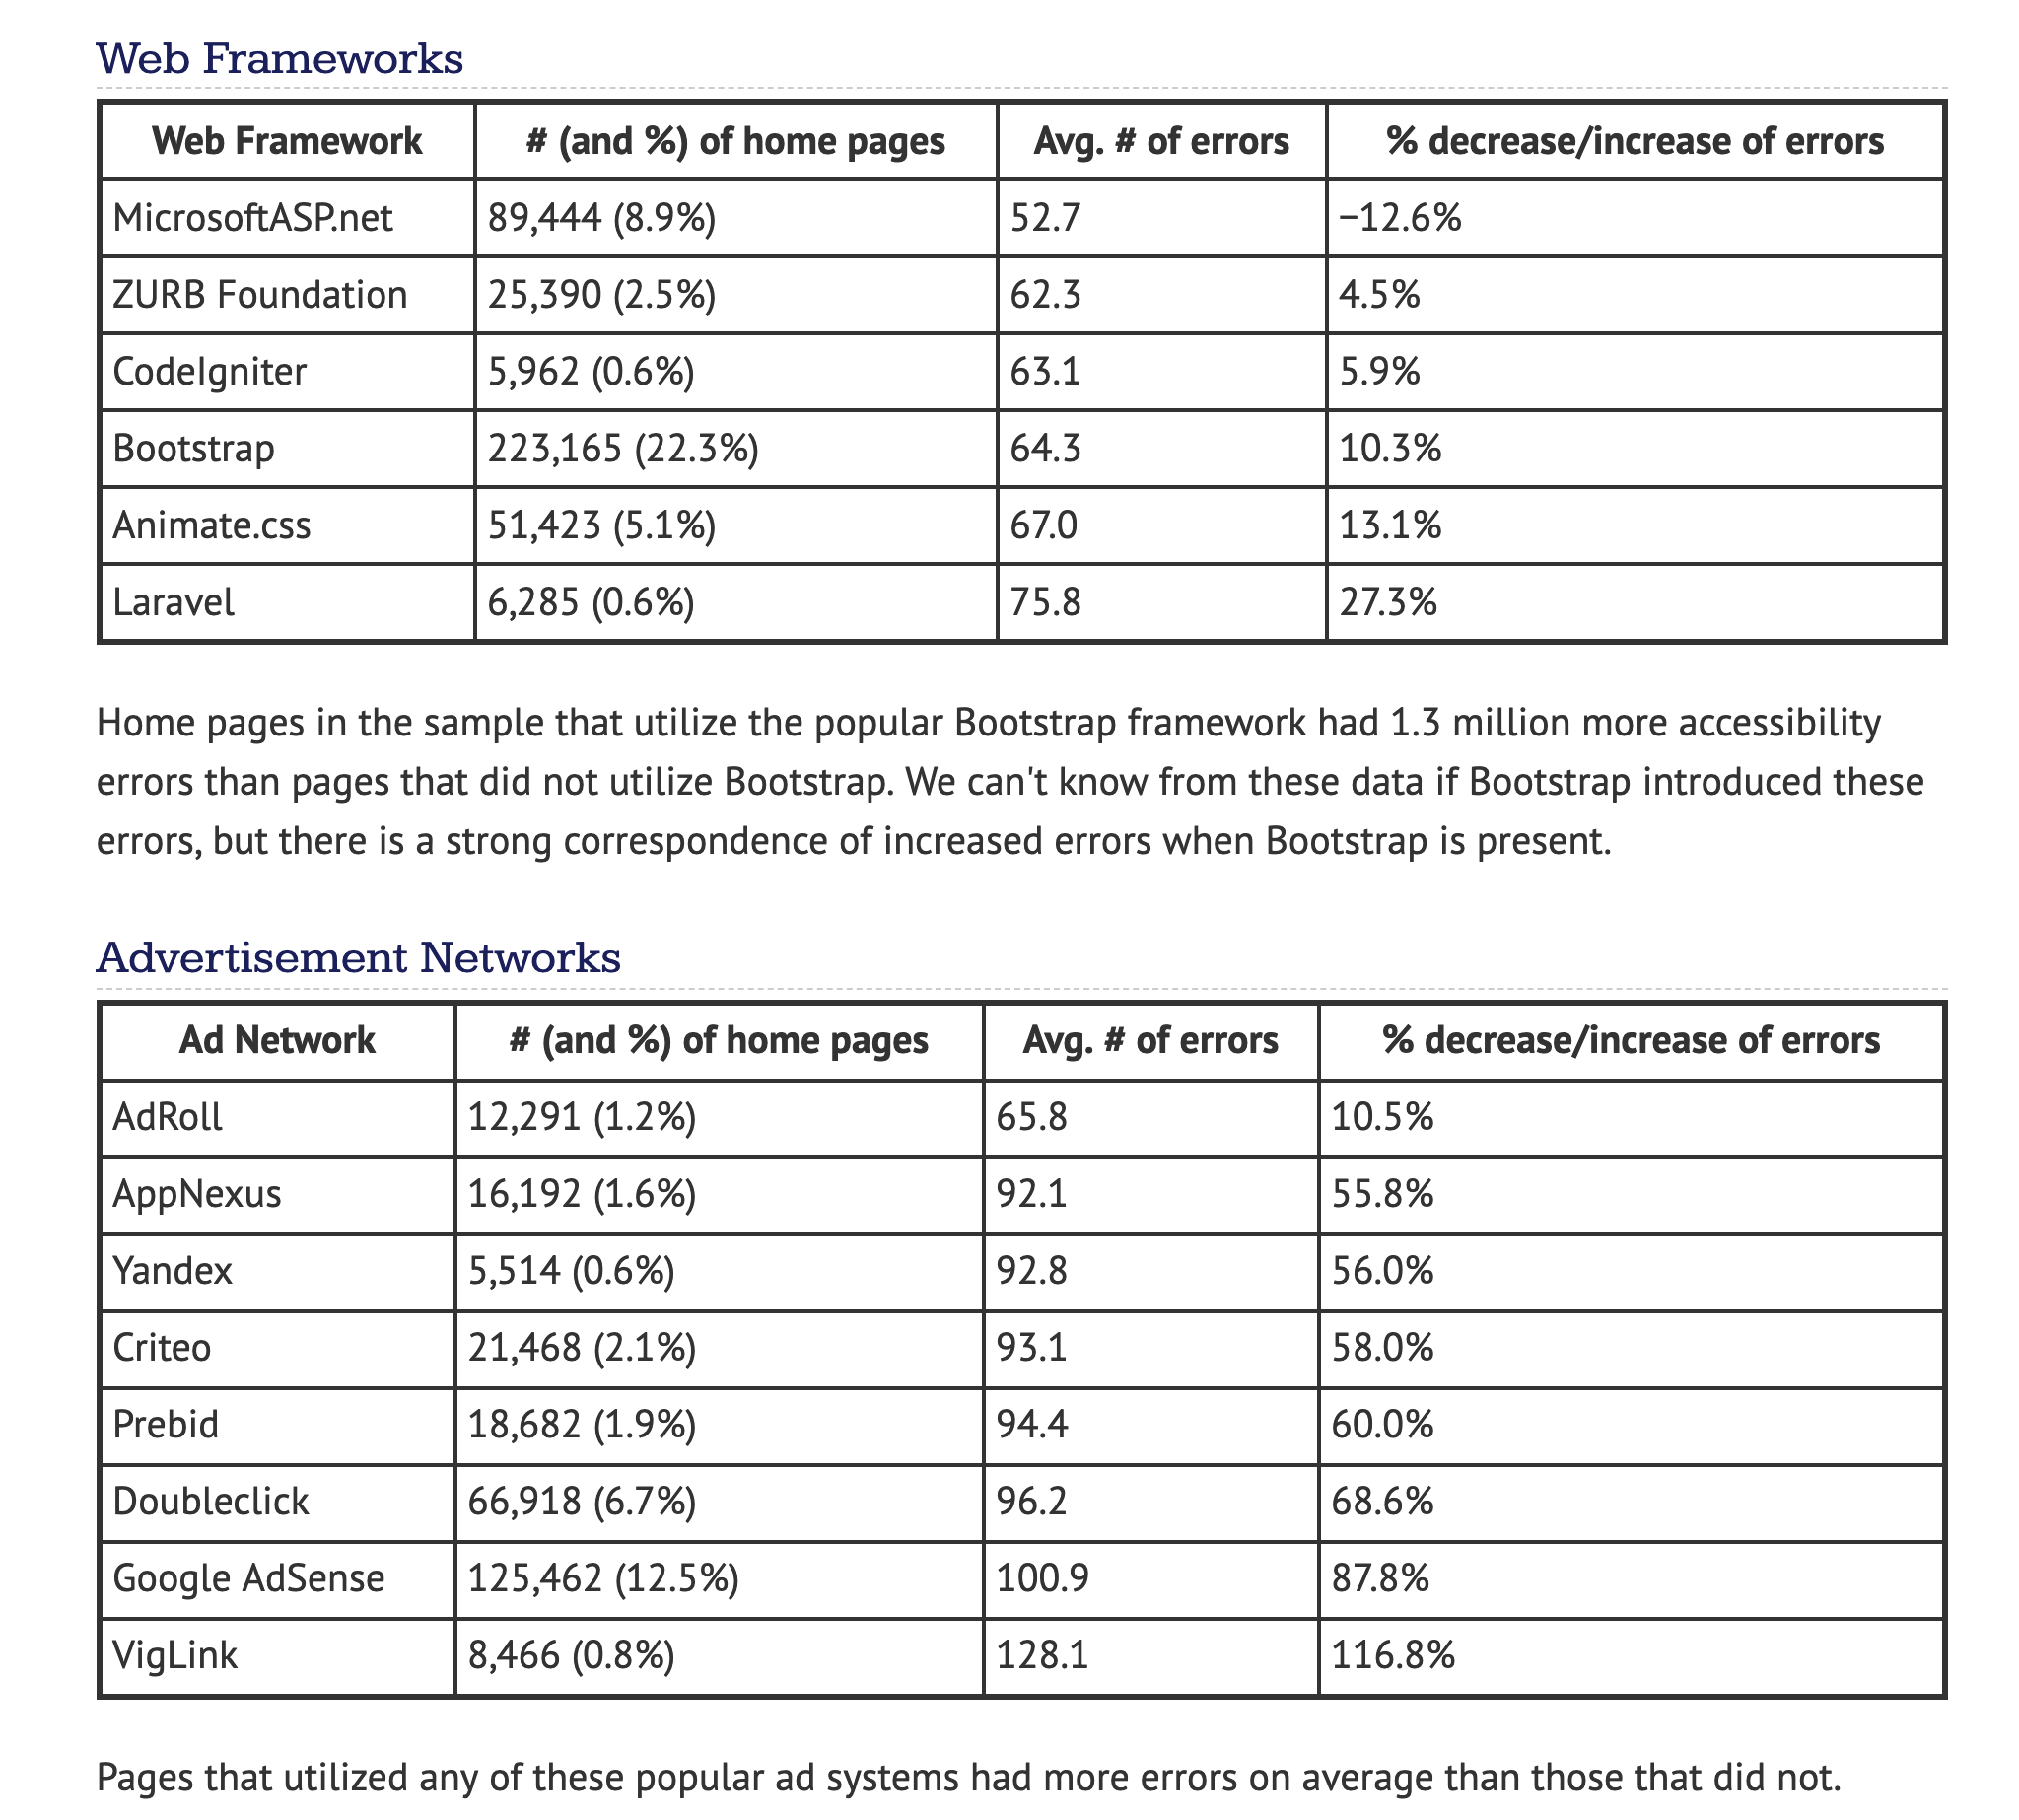 Web Frameworks
Web Framework # (and %) of home pages Avg. # of errors % decrease/increase of errors
MicrosoftASP.net 89,444 (8.9%) 52.7 −12.6%
ZURB Foundation 25,390 (2.5%) 62.3 4.5%
CodeIgniter 5,962 (0.6%) 63.1 5.9%
Bootstrap 223,165 (22.3%) 64.3 10.3%
Animate.css 51,423 (5.1%) 67.0 13.1%
Laravel 6,285 (0.6%) 75.8 27.3%
Home pages in the sample that utilize the popular Bootstrap framework had 1.3 million more accessibility
errors than pages that did not utilize Bootstrap. We can't know from these data if Bootstrap introduced these
errors, but there is a strong correspondence of increased errors when Bootstrap is present.
Advertisement Networks
Ad Network # (and %) of home pages Avg. # of errors % decrease/increase of errors
AdRoll 12,291 (1.2%) 65.8 10.5%
AppNexus 16,192 (1.6%) 92.1 55.8%
Yandex 5,514 (0.6%) 92.8 56.0%
Criteo 21,468 (2.1%) 93.1 58.0%
Prebid 18,682 (1.9%) 94.4 60.0%
Doubleclick 66,918 (6.7%) 96.2 68.6%
Google AdSense 125,462 (12.5%) 100.9 87.8%
VigLink 8,466 (0.8%) 128.1 116.8%
Pages that utilized any of these popular ad systems had more errors on average than those that did not.